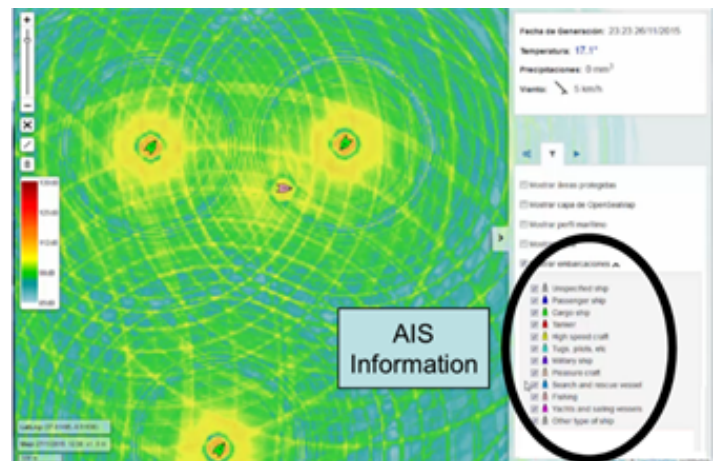 Fecha de Generación: 23:23 26/11/2015
Temperatura: 17.1°
Precipitaciones: 0 mm³
Viento: 5 km/h
Mostrar áreas protegidas
Mostrar capa de OpenSeaMap
Mostrar perfil marítimo
Mostrar
embarcaciones
Unspecified ship
Passenger ship
Cargo ship
Tanker
High speed craft
Tugs, pilots, etc
Military ship
Pleasure craft
Search and rescue vessel
Fishing
Yachts and sailing vessels
Other type of ship
AIS
Information